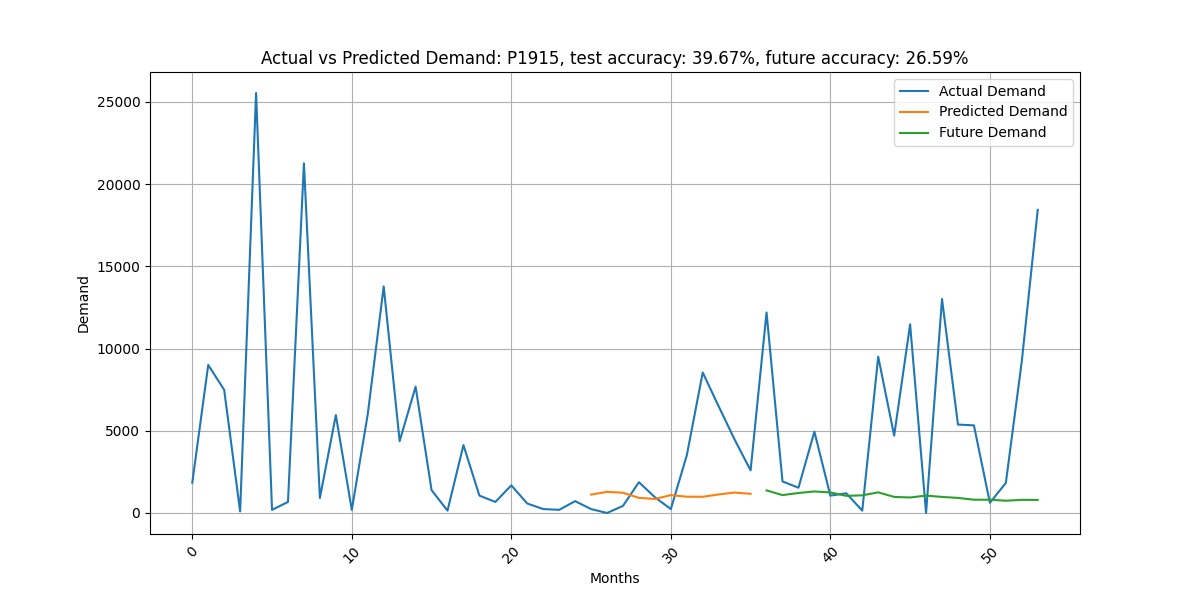 Actual vs Predicted Demand: P1915, test accuracy: 39.67%, future accuracy: 26.59%
Actual Demand
Predicted Demand
Future Demand
25000
20000
15000
10000
5000
0
Demand
0
10
20
30
40
50
Months